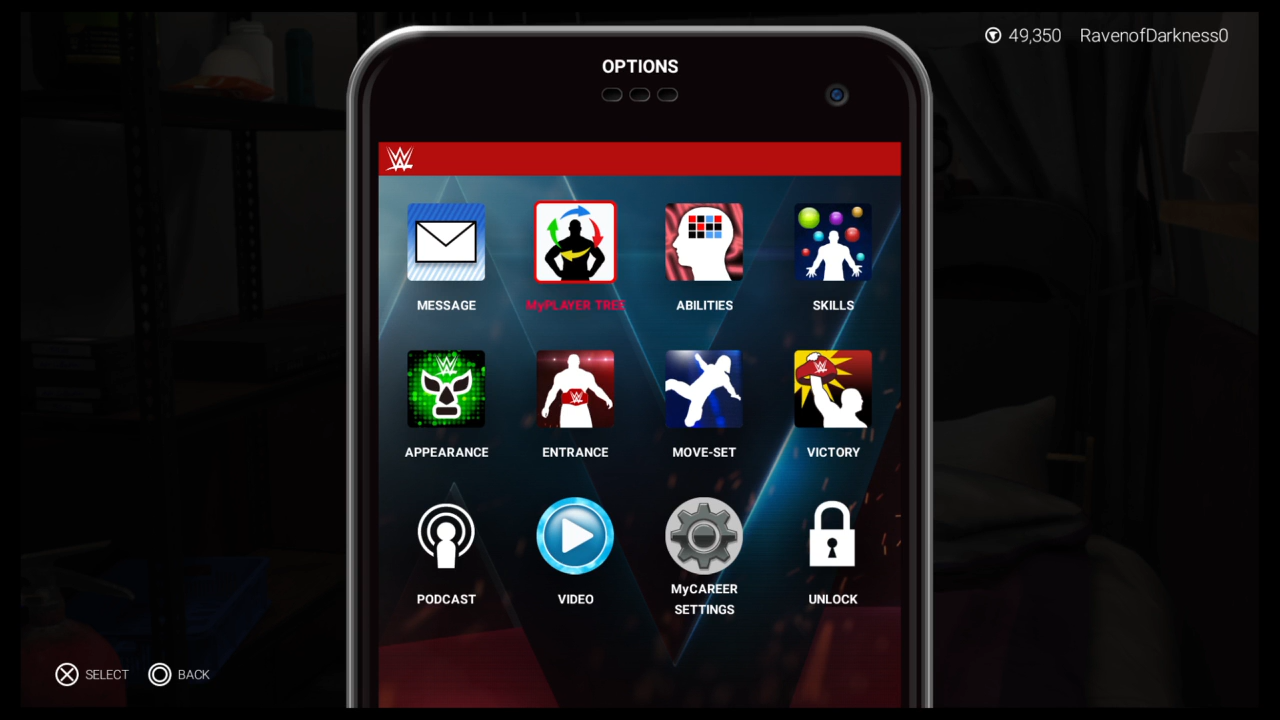 49,350 RavenofDarkness0
OPTIONS
W
MESSAGE MyPLAYER TREE ABILITIES SKILLS
APPEARANCE ENTRANCE MOVE-SET VICTORY
PODCAST VIDEO MyCAREER SETTINGS UNLOCK
SELECT BACK